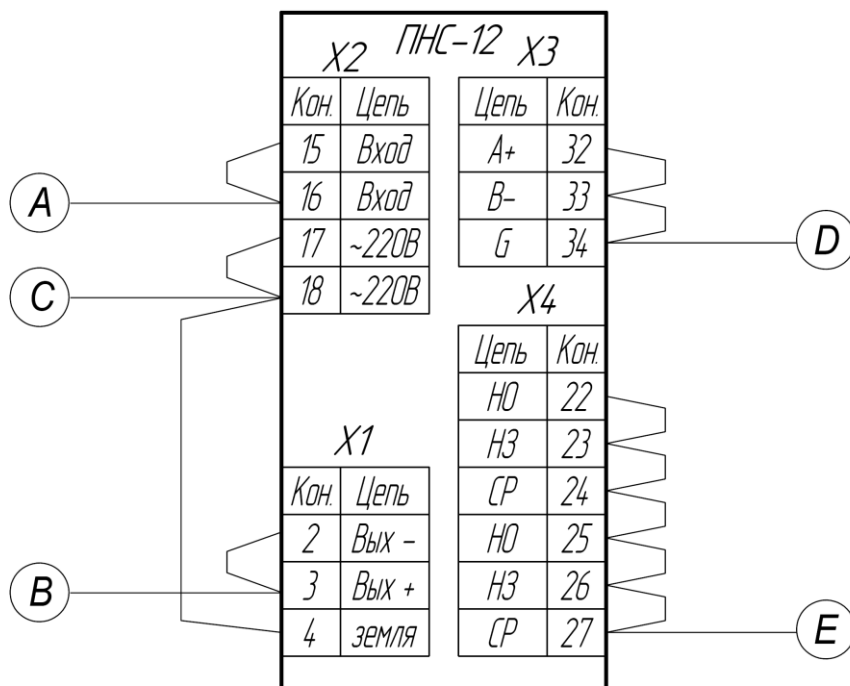 ПНС-12
X2 X3
Кон. Цепь Цепь Кон.
15 Вход А+ 32
A 16 Вход В- 33
17 ~220В G 34 D
C 18 ~220В
X4
Цепь Кон.
НО 22
X1 НЗ 23
Кон. Цепь СР 24
2 Вых - НО 25
B 3 Вых + НЗ 26
4 земля СР 27 E